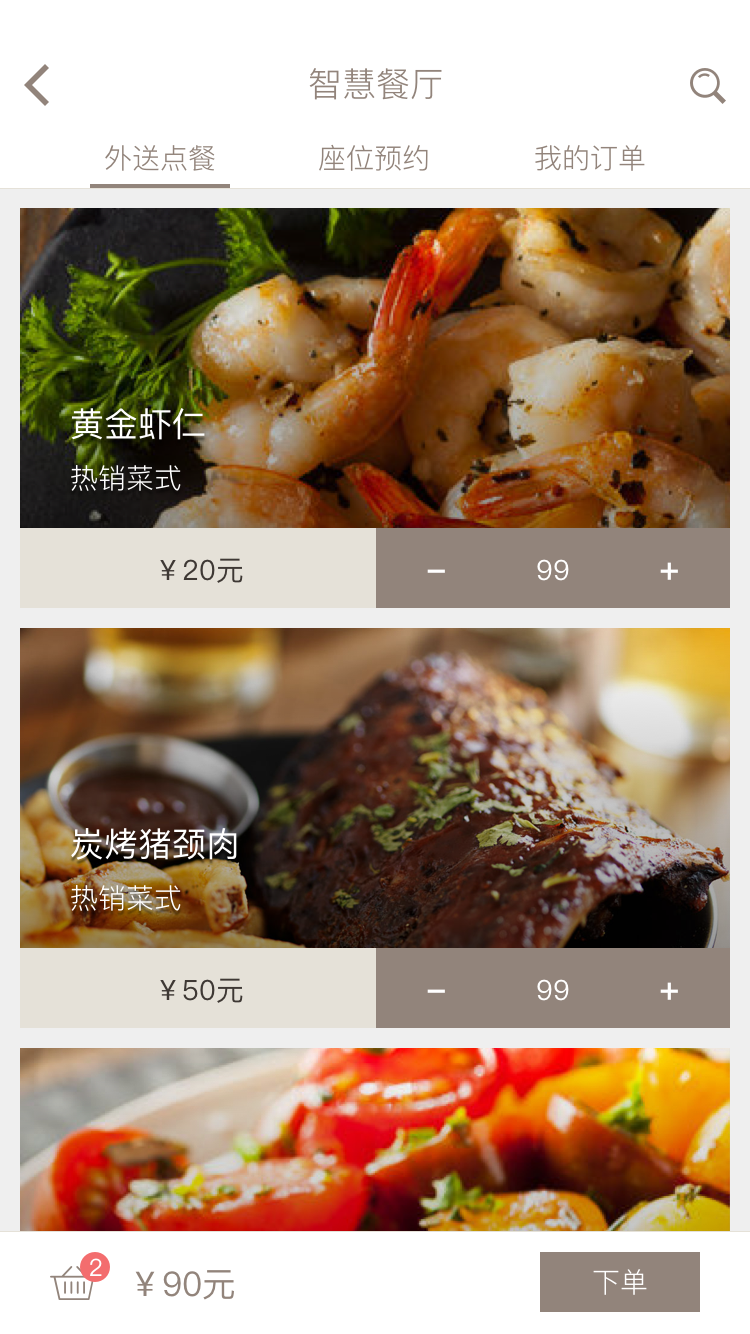 智慧餐厅
外送点餐 座位预约 我的订单
黄金虾仁
热销菜式
¥ 20元 − 99 +
炭烤猪颈肉
热销菜式
¥ 50元 − 99 +
2
¥ 90元 下单